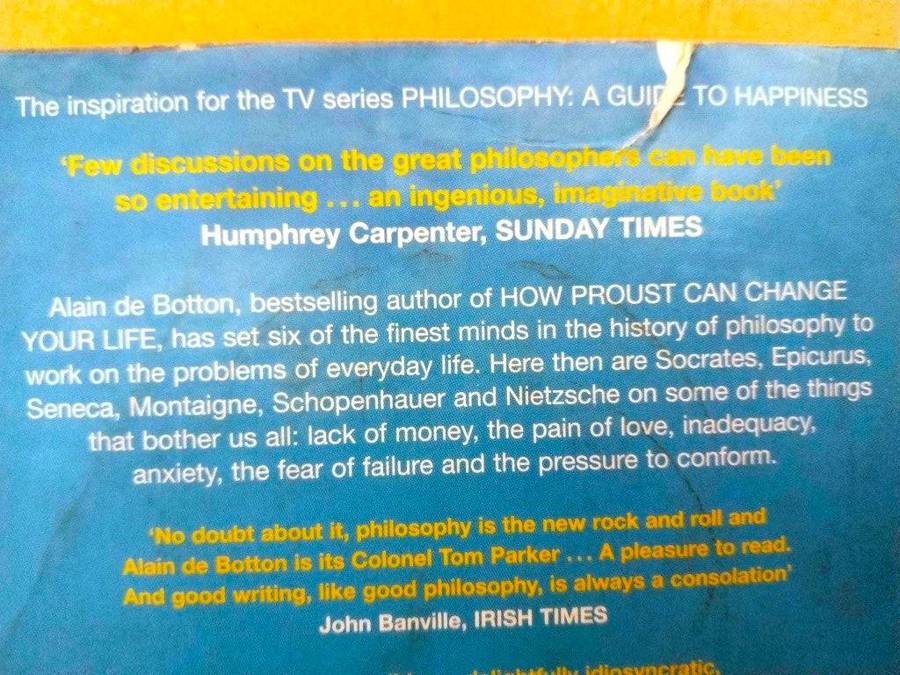 The inspiration for the TV series PHILOSOPHY: A GUIDE TO HAPPINESS
‘Few discussions on the great philosophers can have been
so entertaining ... an ingenious, imaginative book’
Humphrey Carpenter, SUNDAY TIMES
Alain de Botton, bestselling author of HOW PROUST CAN CHANGE
YOUR LIFE, has set six of the finest minds in the history of philosophy to
work on the problems of everyday life. Here then are Socrates, Epicurus,
Seneca, Montaigne, Schopenhauer and Nietzsche on some of the things
that bother us all: lack of money, the pain of love, inadequacy,
anxiety, the fear of failure and the pressure to conform.
‘No doubt about it, philosophy is the new rock and roll and
Alain de Botton is its Colonel Tom Parker ... A pleasure to read.
And good writing, like good philosophy, is always a consolation’
John Banville, IRISH TIMES
delightfully idiosyncratic,